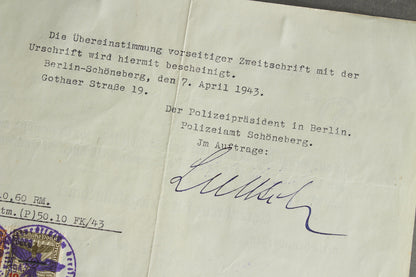 Die Übereinstimmung vorseitiger Zweitschrift mit der
Urschrift wird hiermit bescheinigt.
Berlin-Schöneberg, den 7. April 1943.
Gothaer Straße 19.
Der Polizeipräsident in Berlin.
Polizeiamt Schöneberg.
Jm Auftrage:
0,60 RM.
tm.(P)50.10 FK/43